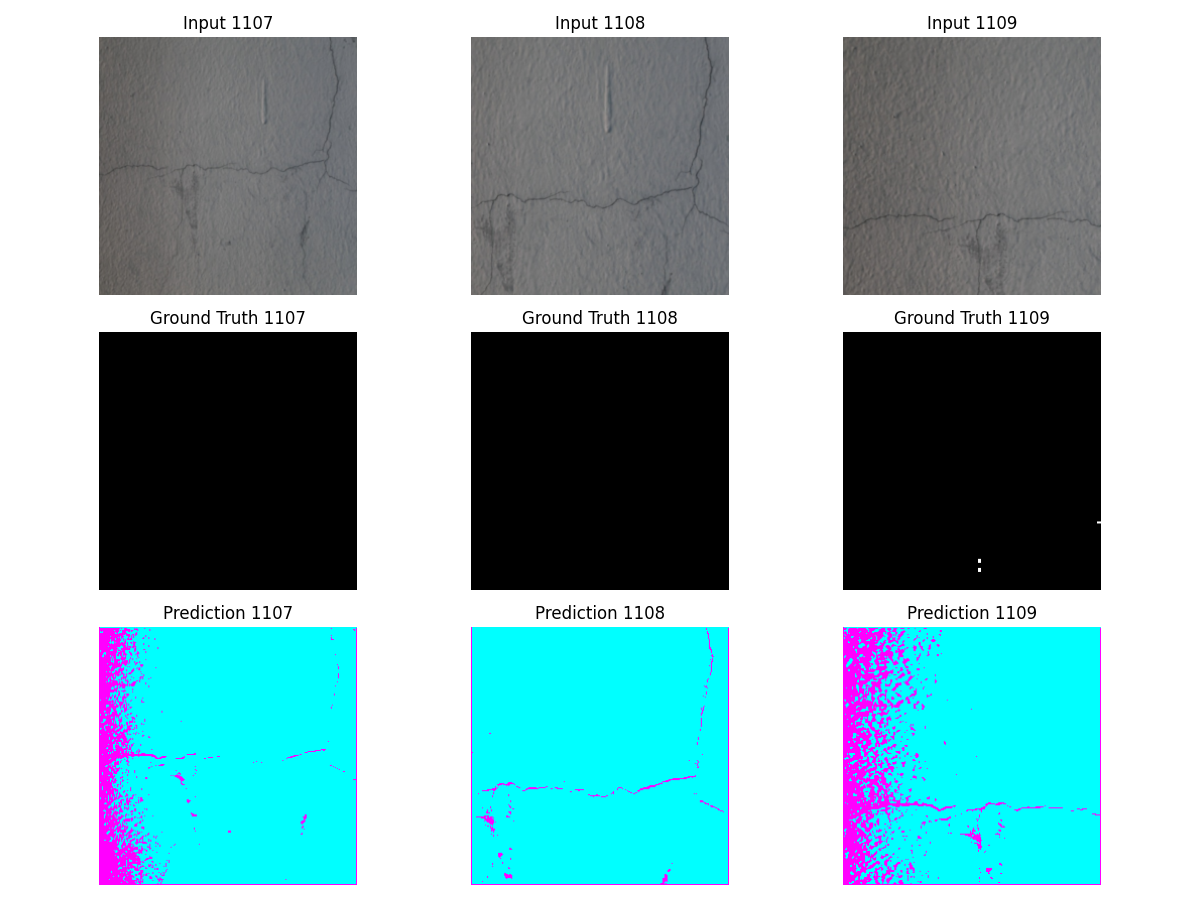 Input 1107
Input 1108
Input 1109
Ground Truth 1107
Ground Truth 1108
Ground Truth 1109
Prediction 1107
Prediction 1108
Prediction 1109